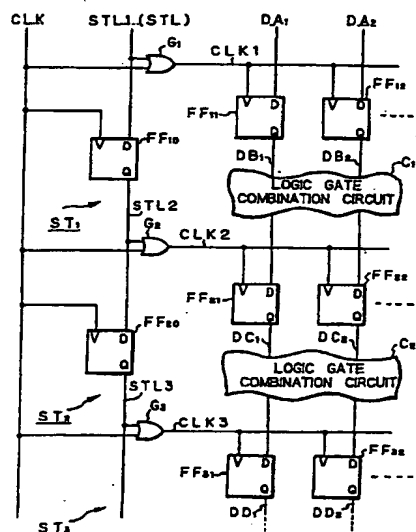 CLK STL1(STL) DA1 DA2
G1
CLK1
FF12
V D
Q
V D
Q
FF11
FF10
V D
Q
DB1 DB2
C1
LOGIC GATE
COMBINATION CIRCUIT
ST1
STL2
G2
CLK2
FF22
V D
Q
V D
Q
FF21
FF20
V D
Q
DC1 DC2
C2
LOGIC GATE
COMBINATION CIRCUIT
STL3
ST2
G3
CLK3
FF32
V D
Q
V D
Q
FF31
DD1 DD2
ST3